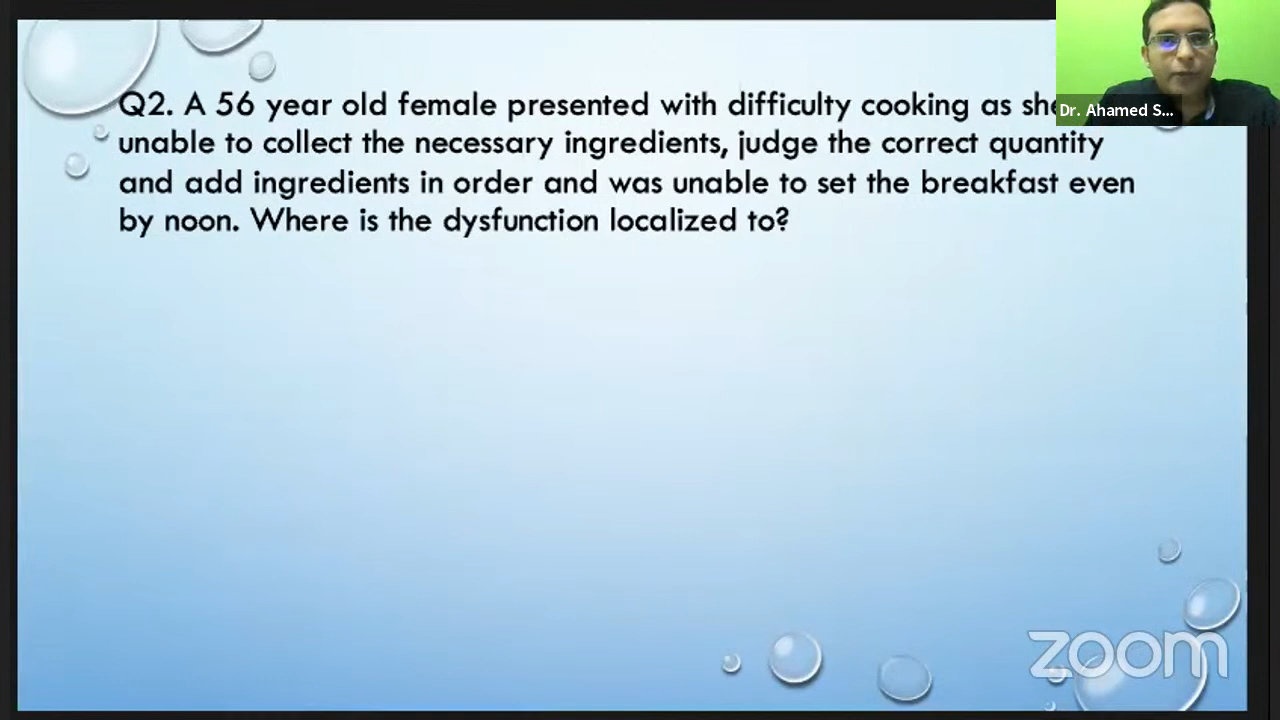 Q2. A 56 year old female presented with difficulty cooking as she
unable to collect the necessary ingredients, judge the correct quantity
and add ingredients in order and was unable to set the breakfast even
by noon. Where is the dysfunction localized to?
Dr. Ahamed S...
zoom